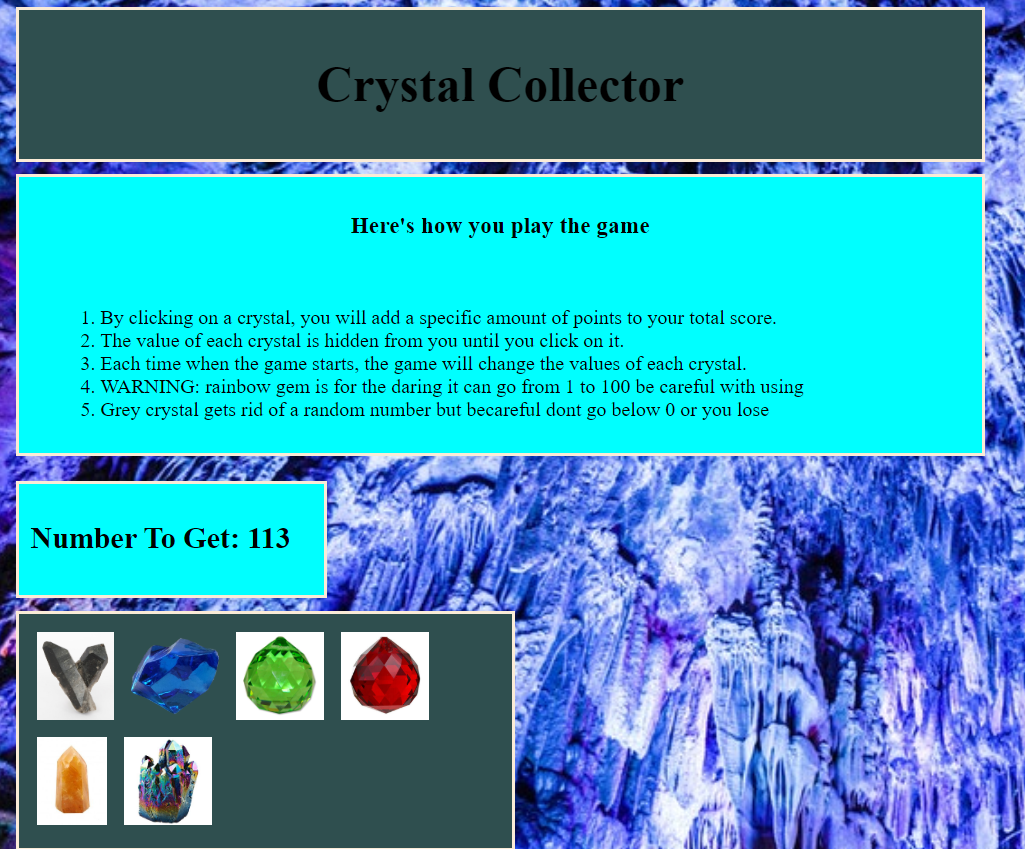 Crystal Collector
Here's how you play the game
1. By clicking on a crystal, you will add a specific amount of points to your total score.
2. The value of each crystal is hidden from you until you click on it.
3. Each time when the game starts, the game will change the values of each crystal.
4. WARNING: rainbow gem is for the daring it can go from 1 to 100 be careful with using
5. Grey crystal gets rid of a random number but becareful dont go below 0 or you lose
Number To Get: 113